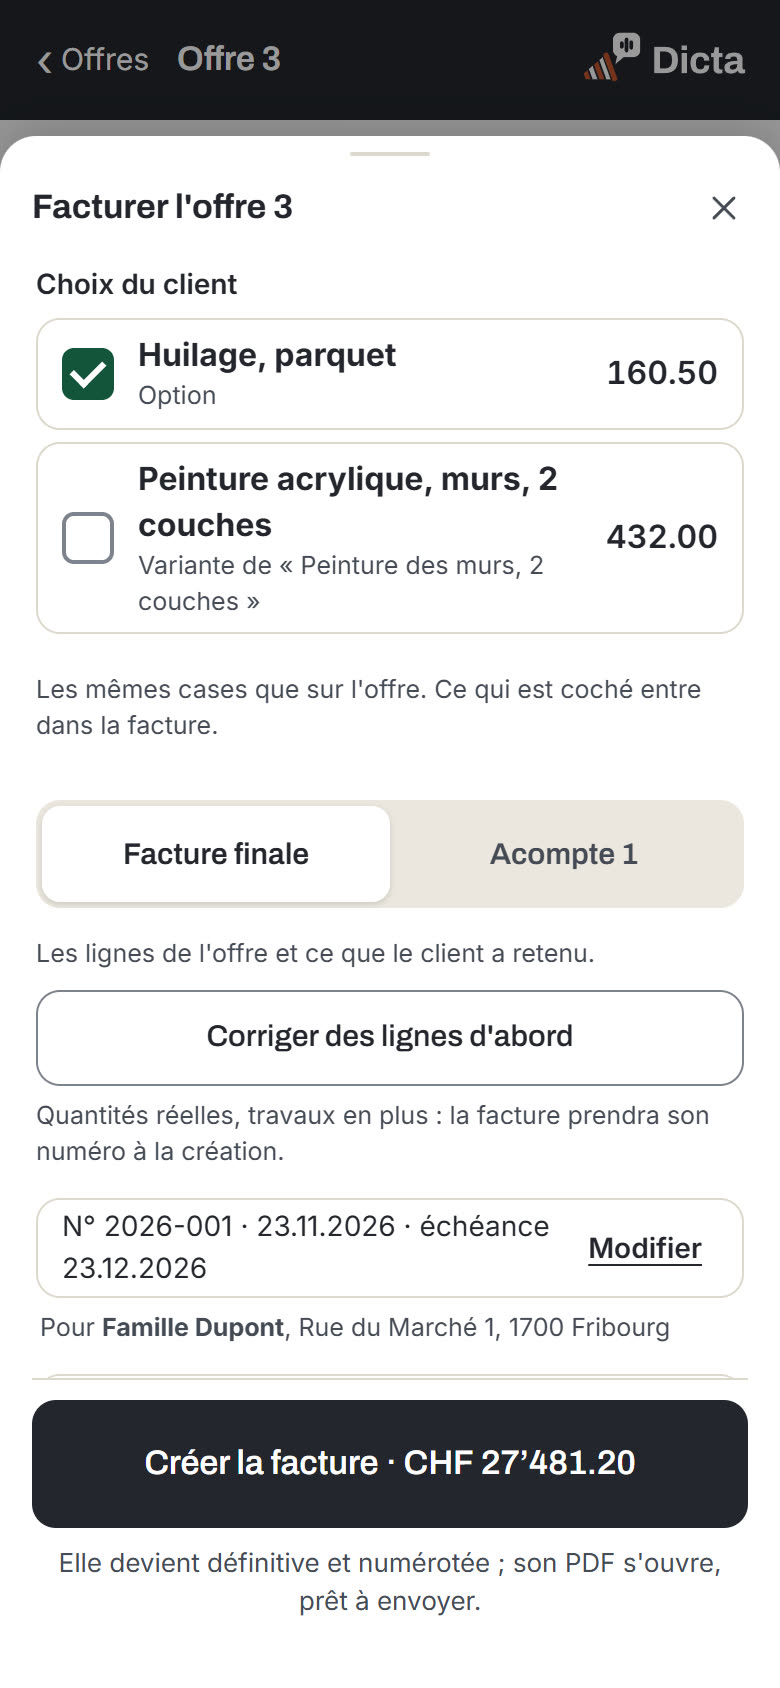 ‹ Offres Offre 3 Dicta
Facturer l'offre 3
Choix du client
Huilage, parquet
Option
160.50
Peinture acrylique, murs, 2
couches
Variante de « Peinture des murs, 2
couches »
432.00
Les mêmes cases que sur l'offre. Ce qui est coché entre
dans la facture.
Facture finale Acompte 1
Les lignes de l'offre et ce que le client a retenu.
Corriger des lignes d'abord
Quantités réelles, travaux en plus : la facture prendra son
numéro à la création.
N° 2026-001 · 23.11.2026 · échéance
23.12.2026
Modifier
Pour Famille Dupont, Rue du Marché 1, 1700 Fribourg
Créer la facture · CHF 27’481.20
Elle devient définitive et numérotée ; son PDF s'ouvre,
prêt à envoyer.